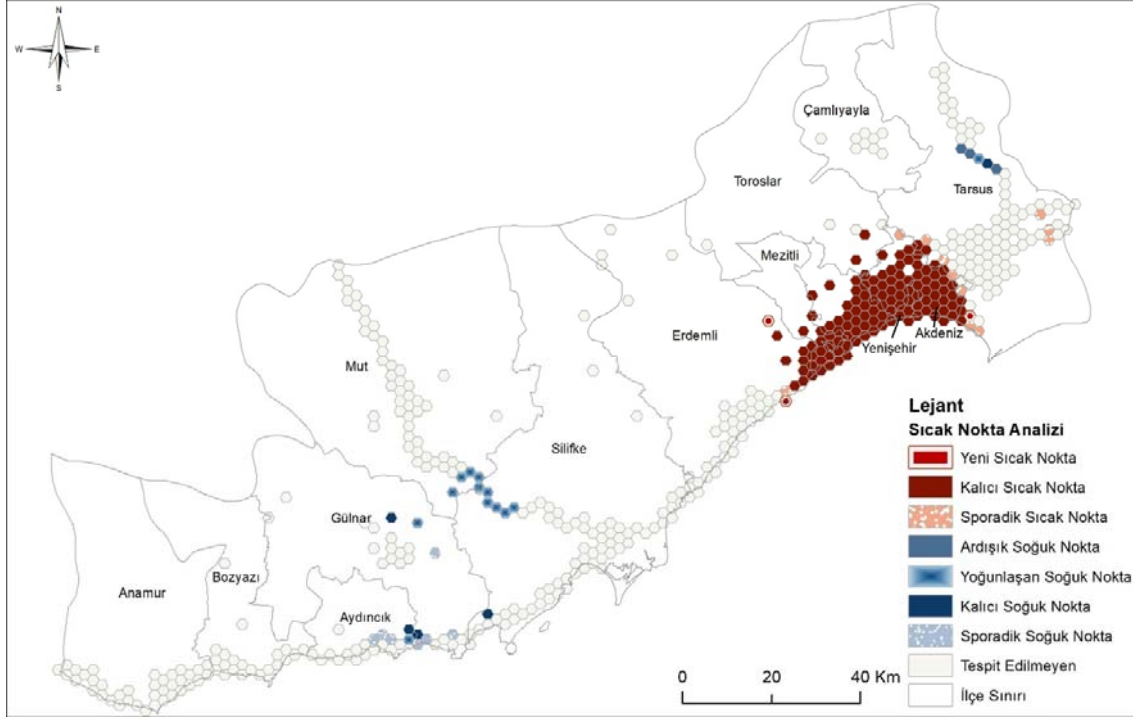 N
W E
S
Çamlıyayla
Toroslar
Tarsus
Mezitli
Erdemli
Akdeniz
Yenişehir
Mut
Silifke
Gülnar
Anamur
Bozyazı
Aydıncık
0 20 40 Km
Lejant
Sıcak Nokta Analizi
Yeni Sıcak Nokta
Kalıcı Sıcak Nokta
Sporadik Sıcak Nokta
Ardışık Soğuk Nokta
Yoğunlaşan Soğuk Nokta
Kalıcı Soğuk Nokta
Sporadik Soğuk Nokta
Tespit Edilmeyen
İlçe Sınırı